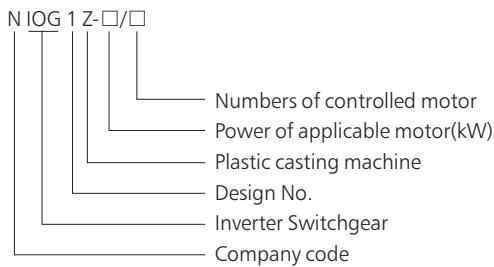 N IOG 1 Z-□/□
Numbers of controlled motor
Power of applicable motor(kW)
Plastic casting machine
Design No.
Inverter Switchgear
Company code